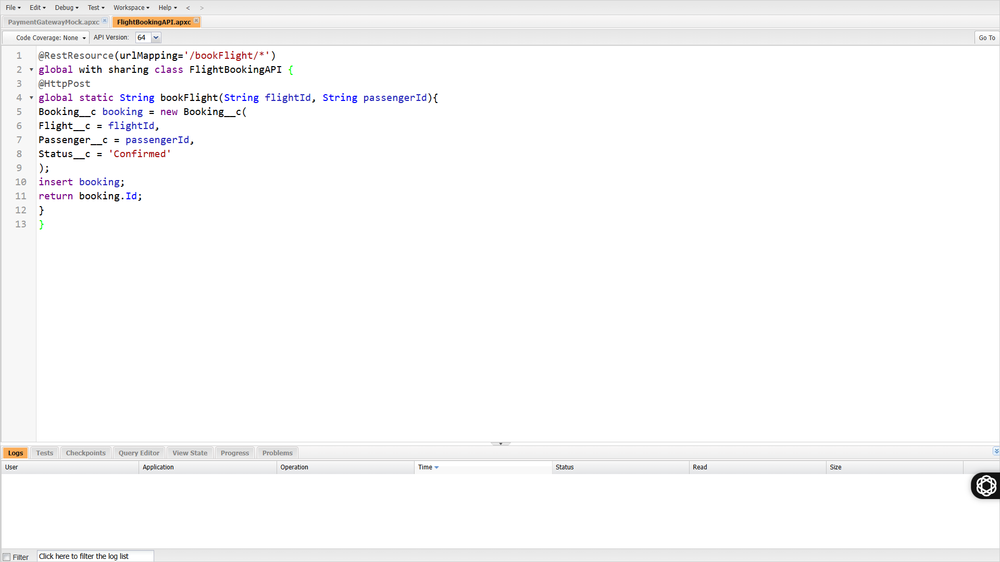 File Edit Debug Test Workspace Help < >
PaymentGatewayMock.apxc FlightBookingAPI.apxc
Code Coverage: None API Version: 64 Go To
1 @RestResource(urlMapping='/bookFlight/*')
2 global with sharing class FlightBookingAPI {
3 @HttpPost
4 global static String bookFlight(String flightId, String passengerId){
5 Booking__c booking = new Booking__c(
6 Flight__c = flightId,
7 Passenger__c = passengerId,
8 Status__c = 'Confirmed'
9 );
10 insert booking;
11 return booking.Id;
12 }
13 }
Logs Tests Checkpoints Query Editor View State Progress Problems
User Application Operation Time Status Read Size
Filter Click here to filter the log list